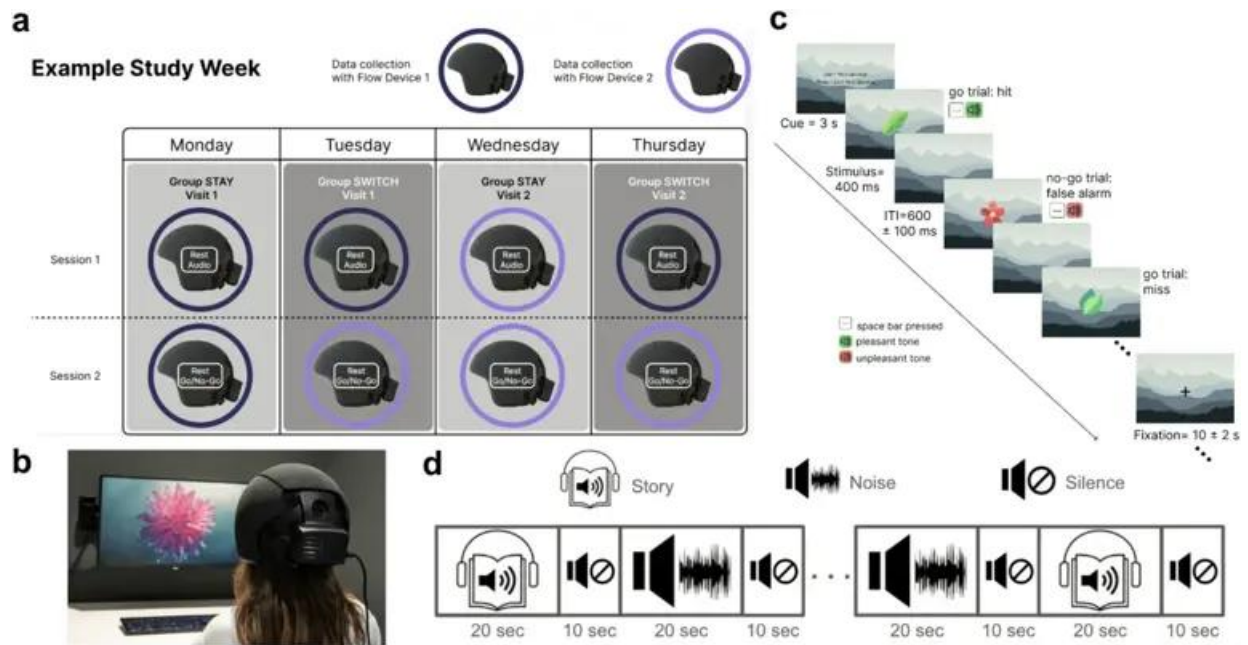 a
Example Study Week
Data collection
with Flow Device 1
Data collection
with Flow Device 2
Monday
Tuesday
Wednesday
Thursday
Group STAY
Visit 1
Group SWITCH
Visit 1
Group STAY
Visit 2
Group SWITCH
Visit 2
Session 1
Rest
Audio
Rest
Audio
Rest
Audio
Rest
Audio
Session 2
Rest
Go/No-Go
Rest
Go/No-Go
Rest
Go/No-Go
Rest
Go/No-Go
b
c
Cue = 3 s
go trial: hit
Stimulus=
400 ms
no-go trial:
false alarm
ITI=600
± 100 ms
go trial:
miss
space bar pressed
pleasant tone
unpleasant tone
+
Fixation= 10 ± 2 s
d
Story
Noise
Silence
. . .
20 sec
10 sec
20 sec
10 sec
20 sec
10 sec
20 sec
10 sec